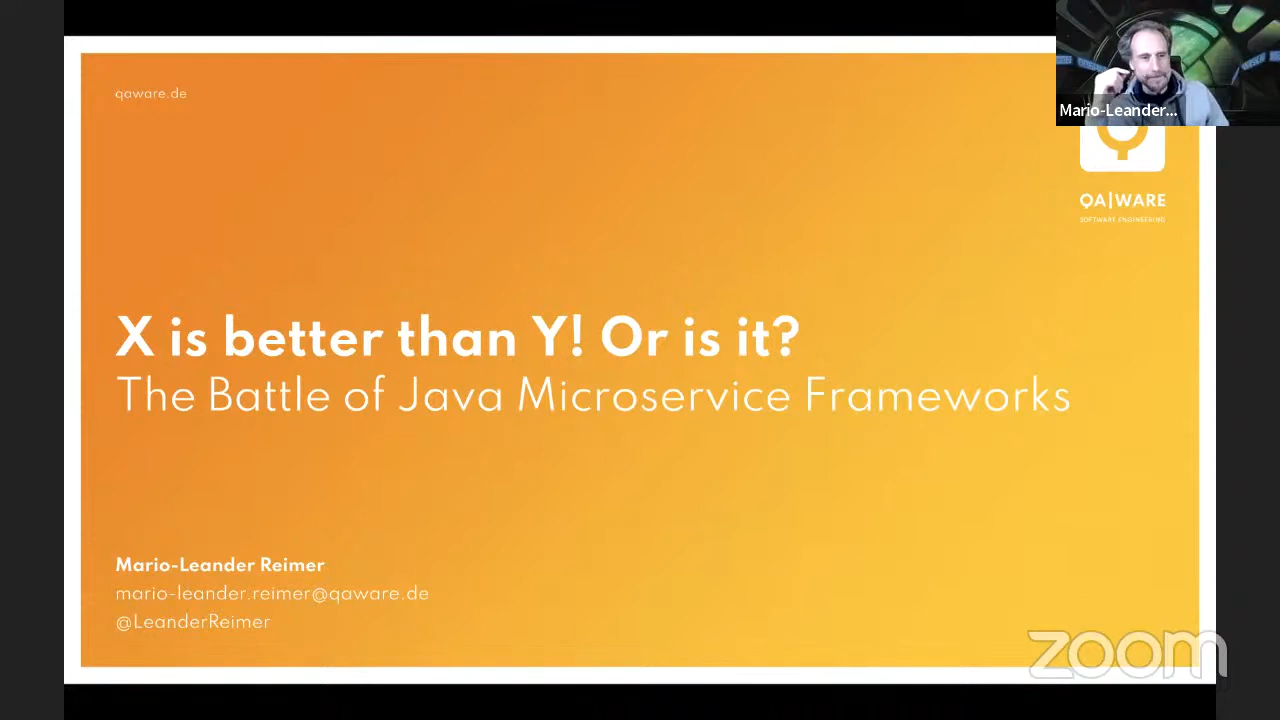 qaware.de
Mario-Leander...
QA|WARE
SOFTWARE ENGINEERING
X is better than Y! Or is it?
The Battle of Java Microservice Frameworks
Mario-Leander Reimer
mario-leander.reimer@qaware.de
@LeanderReimer
zoom